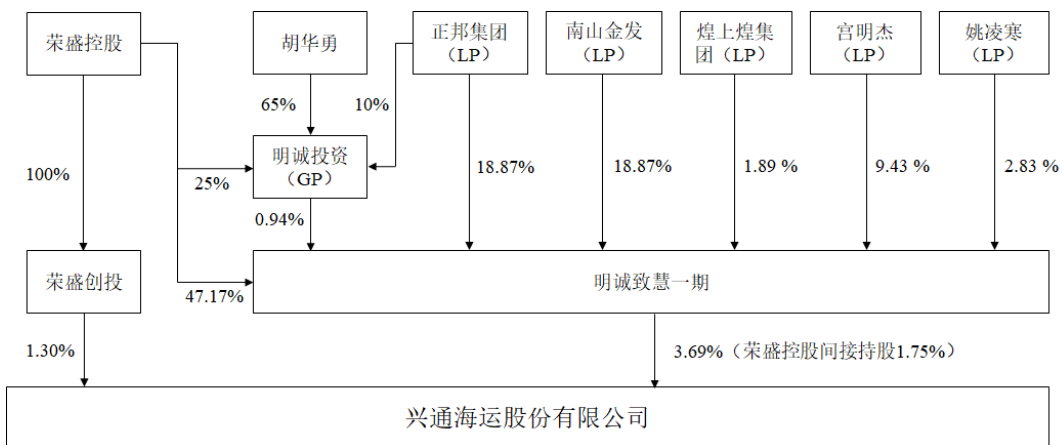 荣盛控股
胡华勇
正邦集团
（LP）
南山金发
（LP）
煌上煌集
团（LP）
宫明杰
（LP）
姚凌寒
（LP）
65%
10%
明诚投资
（GP）
100%
25%
18.87%
18.87%
1.89 %
9.43 %
2.83 %
0.94%
荣盛创投
47.17%
明诚致慧一期
1.30%
3.69%（荣盛控股间接持股1.75%）
兴通海运股份有限公司